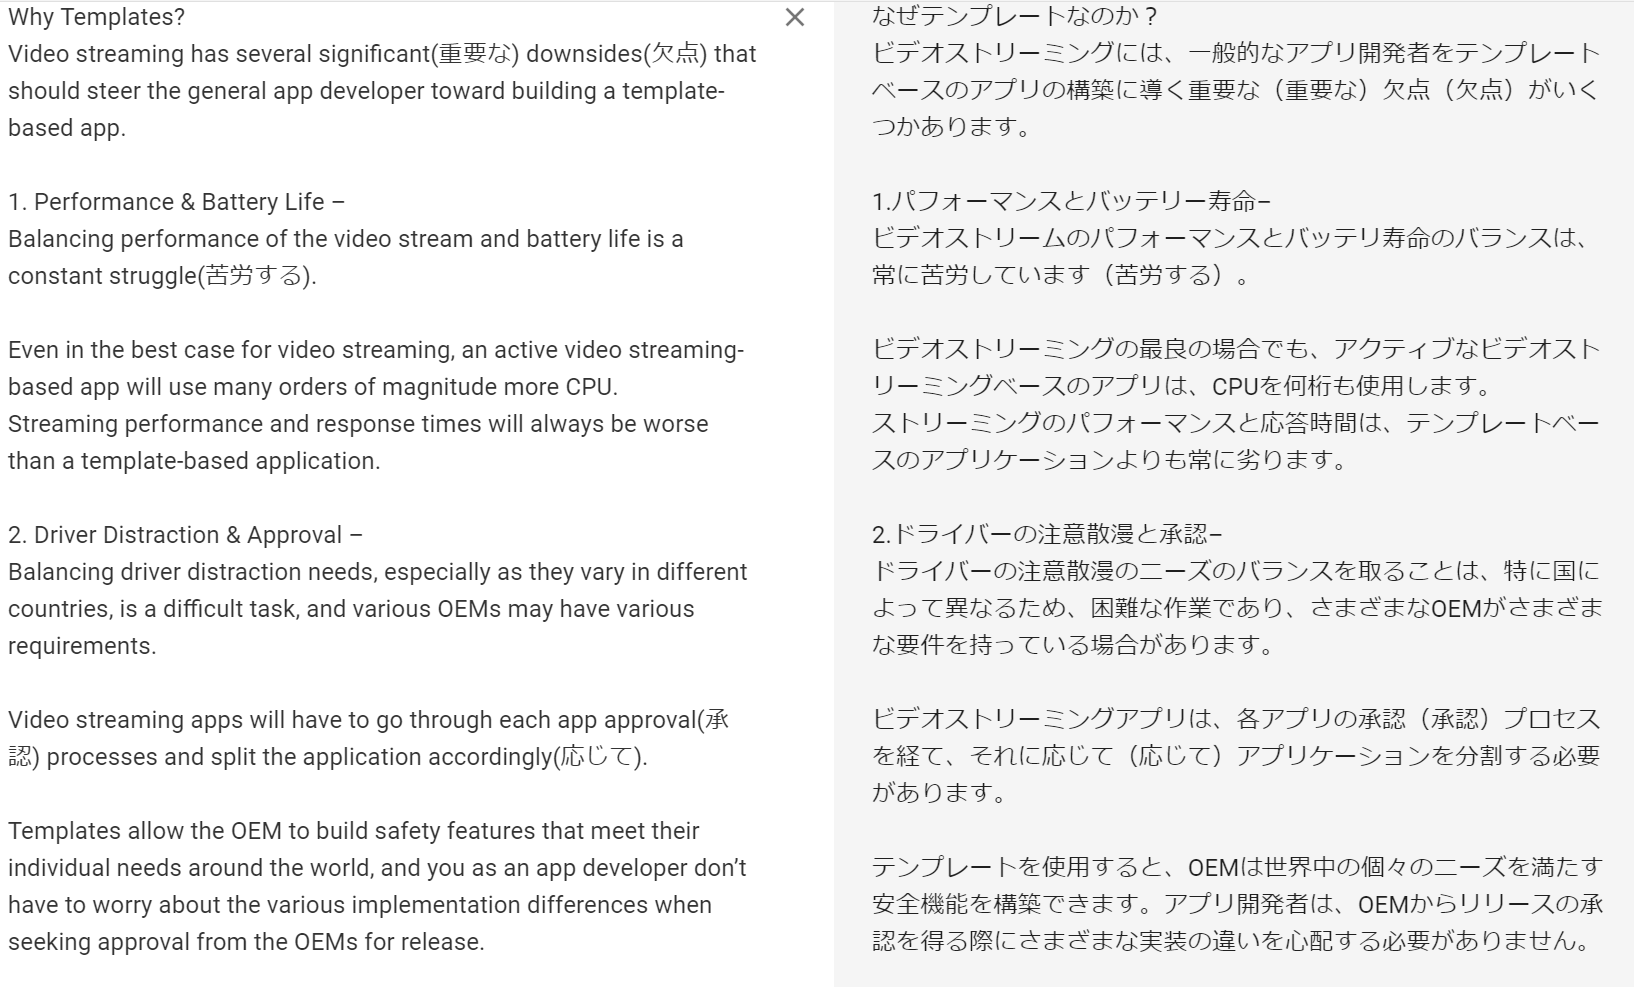 Why Templates?
Video streaming has several significant(重要な) downsides(欠点) that
should steer the general app developer toward building a template-
based app.
1. Performance & Battery Life –
Balancing performance of the video stream and battery life is a
constant struggle(苦労する).
Even in the best case for video streaming, an active video streaming-
based app will use many orders of magnitude more CPU.
Streaming performance and response times will always be worse
than a template-based application.
2. Driver Distraction & Approval –
Balancing driver distraction needs, especially as they vary in different
countries, is a difficult task, and various OEMs may have various
requirements.
Video streaming apps will have to go through each app approval(承
認) processes and split the application accordingly(応じて).
Templates allow the OEM to build safety features that meet their
individual needs around the world, and you as an app developer don’t
have to worry about the various implementation differences when
seeking approval from the OEMs for release.
なぜテンプレートなのか？
ビデオストリーミングには、一般的なアプリ開発者をテンプレート
ベースのアプリの構築に導く重要な（重要な）欠点（欠点）がいく
つかあります。
1.パフォーマンスとバッテリー寿命–
ビデオストリームのパフォーマンスとバッテリ寿命のバランスは、
常に苦労しています（苦労する）。
ビデオストリーミングの最良の場合でも、アクティブなビデオスト
リーミングベースのアプリは、CPUを何桁も使用します。
ストリーミングのパフォーマンスと応答時間は、テンプレートベー
スのアプリケーションよりも常に劣ります。
2.ドライバーの注意散漫と承認–
ドライバーの注意散漫のニーズのバランスを取ることは、特に国に
よって異なるため、困難な作業であり、さまざまなOEMがさまざま
な要件を持っている場合があります。
ビデオストリーミングアプリは、各アプリの承認（承認）プロセス
を経て、それに応じて（応じて）アプリケーションを分割する必要
があります。
テンプレートを使用すると、OEMは世界中の個々のニーズを満たす
安全機能を構築できます。アプリ開発者は、OEMからリリースの承
認を得る際にさまざまな実装の違いを心配する必要がありません。